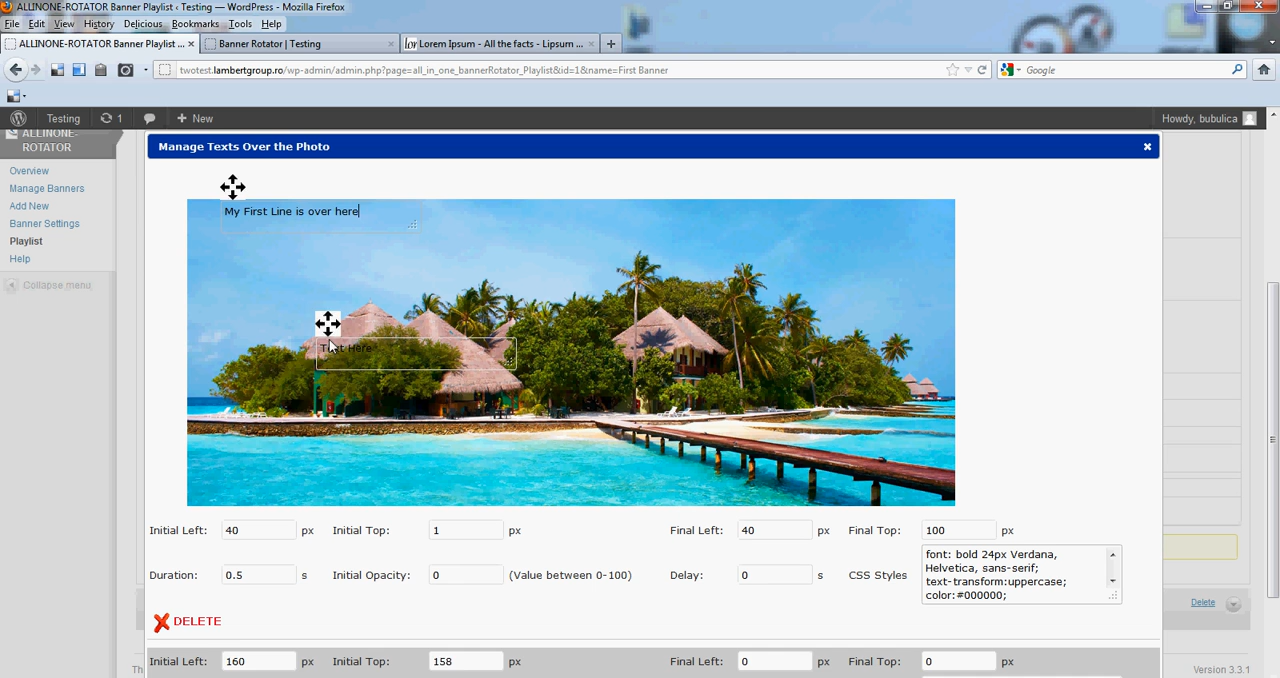 ALLINONE-ROTATOR Banner Playlist ‹ Testing — WordPress - Mozilla Firefox
File Edit View History Delicious Bookmarks Tools Help
ALLINONE-ROTATOR Banner Playlist ... × Banner Rotator | Testing × Lorem Ipsum - All the facts - Lipsum ... × +
twotest.lambertgroup.ro/wp-admin/admin.php?page=all_in_one_bannerRotator_Playlist&id=1&name=First Banner Google
Testing 1 + New Howdy, bubulica
ALLINONE-
ROTATOR
Overview
Manage Banners
Add New
Banner Settings
Playlist
Help
Collapse menu
Manage Texts Over the Photo
My First Line is over here
Text Here
Initial Left: 40 px Initial Top: 1 px Final Left: 40 px Final Top: 100 px
Duration: 0.5 s Initial Opacity: 0 (Value between 0-100) Delay: 0 s CSS Styles
font: bold 24px Verdana,
Helvetica, sans-serif;
text-transform:uppercase;
color:#000000;
DELETE
Delete
Initial Left: 160 px Initial Top: 158 px Final Left: 0 px Final Top: 0 px
Th
Version 3.3.1